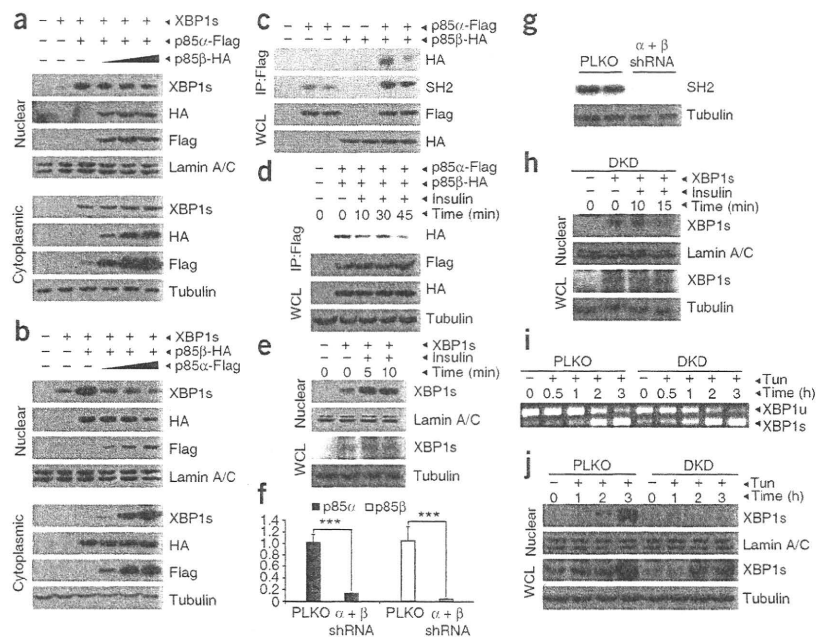 a
− + + + + + ◄ XBP1s
− − + + + + ◄ p85α-Flag
− − − ◄ p85β-HA
Nuclear
XBP1s
HA
Flag
Lamin A/C
Cytoplasmic
XBP1s
HA
Flag
Tubulin
b
− + + + + + ◄ XBP1s
− − + + + + ◄ p85β-HA
− − − ◄ p85α-Flag
Nuclear
XBP1s
HA
Flag
Lamin A/C
Cytoplasmic
XBP1s
HA
Flag
Tubulin
c
− + + − − + + ◄ p85α-Flag
− − − + + + + ◄ p85β-HA
IP:Flag
HA
SH2
WCL
Flag
HA
d
− + + + + ◄ p85α-Flag
− + + + + ◄ p85β-HA
− − + + + ◄ Insulin
0 0 10 30 45 ◄ Time (min)
IP:Flag
HA
Flag
WCL
HA
Tubulin
e
− + + + ◄ XBP1s
− − + + ◄ Insulin
0 0 5 10 ◄ Time (min)
Nuclear
XBP1s
Lamin A/C
WCL
XBP1s
Tubulin
f
p85α p85β
1.4
1.2
1.0
0.8
0.6
0.4
0.2
0
*** ***
PLKO α + β PLKO α + β
shRNA shRNA
g
α + β
PLKO shRNA
SH2
Tubulin
h
DKD
− + + + ◄ XBP1s
− − + + ◄ Insulin
0 0 10 15 ◄ Time (min)
Nuclear
XBP1s
Lamin A/C
WCL
XBP1s
Tubulin
i
PLKO DKD
− + + + + − + + + + ◄ Tun
0 0.5 1 2 3 0 0.5 1 2 3 ◄ Time (h)
◄ XBP1u
◄ XBP1s
j
PLKO DKD
− + + + − + + + ◄ Tun
0 1 2 3 0 1 2 3 ◄ Time (h)
Nuclear
XBP1s
Lamin A/C
WCL
XBP1s
Tubulin